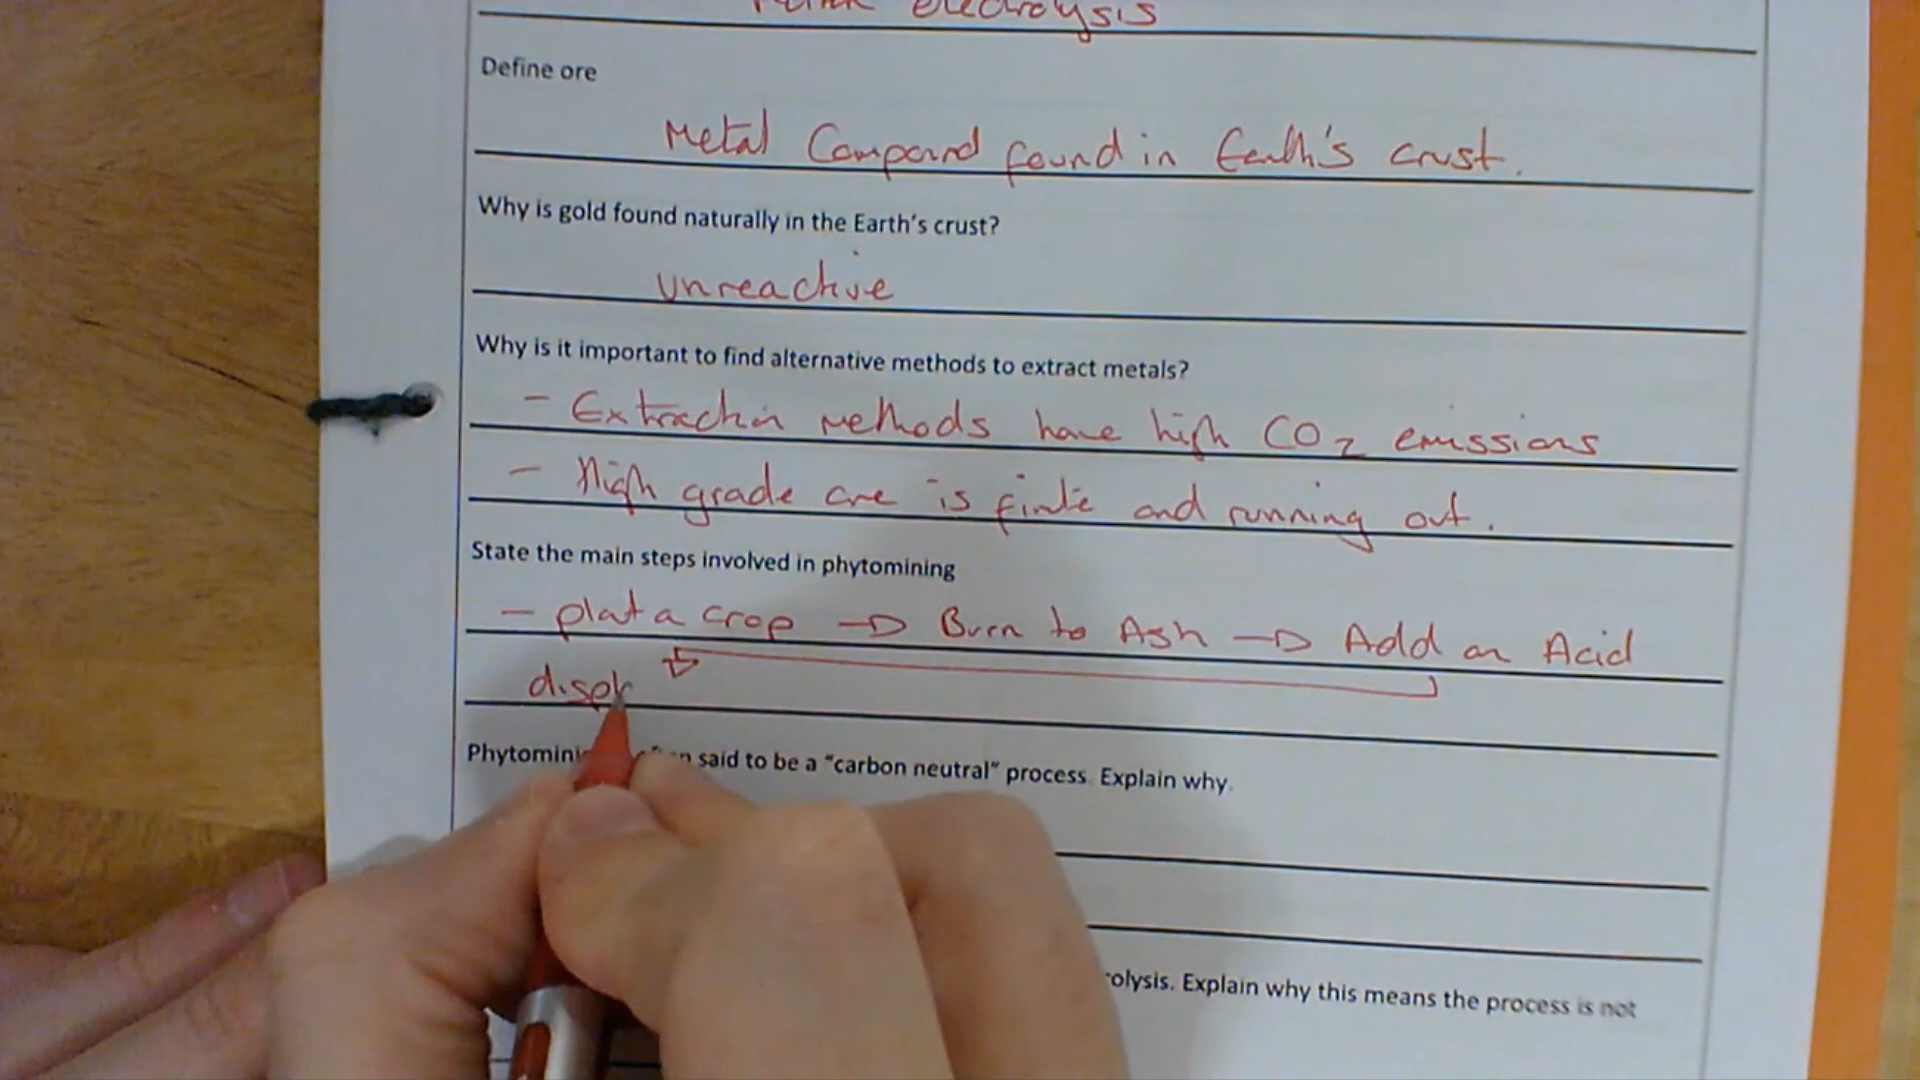 electrolysis
Define ore
Metal Compound found in Earth's crust.
Why is gold found naturally in the Earth's crust?
unreactive
Why is it important to find alternative methods to extract metals?
- Extraction methods have high CO2 emissions
- High grade ore is finite and running out.
State the main steps involved in phytomining
- plat a crop → Burn to Ash → Add an Acid
displ
said to be a "carbon neutral" process. Explain why.
Explain why this means the process is not